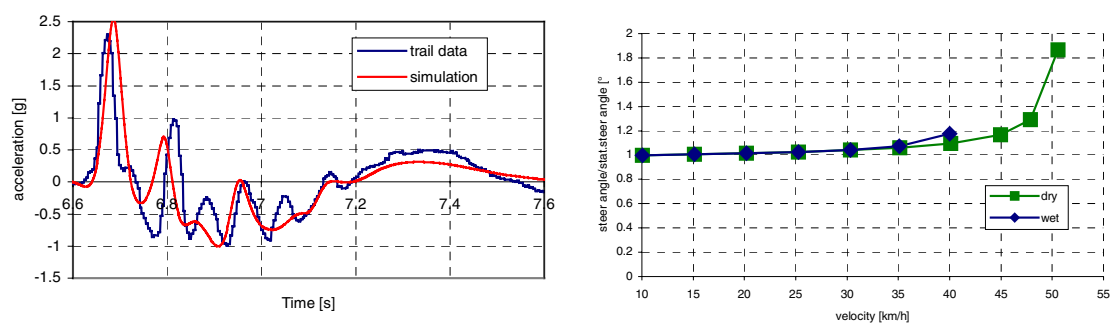 2.5
2
1.5
1
0.5
0
-0.5
-1
-1.5
acceleration [g]
trail data
simulation
6.6 6.8 7 7.2 7.4 7.6
Time [s]
2
1.8
1.6
1.4
1.2
1
0.8
0.6
0.4
0.2
0
steer angle/stat.steer angle [°
dry
wet
10 15 20 25 30 35 40 45 50 55
velocity [km/h]